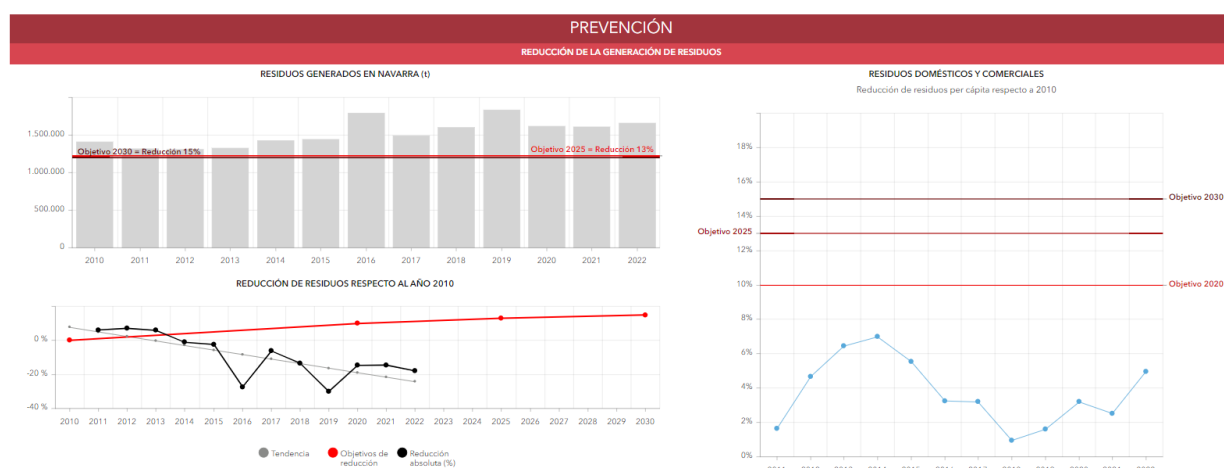 PREVENCIÓN
REDUCCIÓN DE LA GENERACIÓN DE RESIDUOS
RESIDUOS GENERADOS EN NAVARRA (t)
1.500.000
1.000.000
500.000
0
Objetivo 2030 = Reducción 15%
Objetivo 2025 = Reducción 13%
2010 2011 2012 2013 2014 2015 2016 2017 2018 2019 2020 2021 2022
REDUCCIÓN DE RESIDUOS RESPECTO AL AÑO 2010
0 %
-20 %
-40 %
2010 2011 2012 2013 2014 2015 2016 2017 2018 2019 2020 2021 2022 2023 2024 2025 2026 2027 2028 2029 2030
Tendencia
Objetivos de
reducción
Reducción
absoluta (%)
RESIDUOS DOMÉSTICOS Y COMERCIALES
Reducción de residuos per cápita respecto a 2010
18%
16%
Objetivo 2030
14%
Objetivo 2025
12%
10%
Objetivo 2020
8%
6%
4%
2%
0%